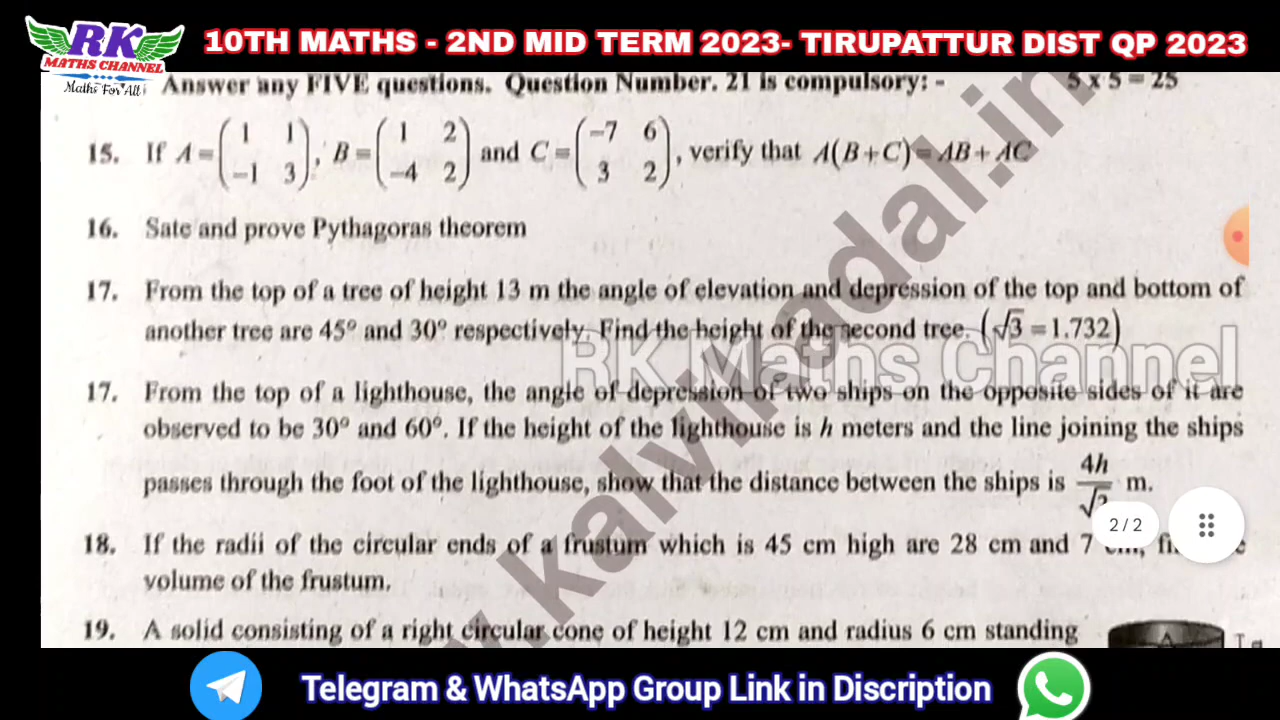 RK
MATHS CHANNEL
Maths For All
10TH MATHS - 2ND MID TERM 2023- TIRUPATTUR DIST QP 2023
Answer any FIVE questions. Question Number. 21 is compulsory: - 5 x 5 = 25
15. If A = (1 1 -1 3), B = (1 2 -4 2) and C = (-7 6 3 2), verify that A(B+C) = AB + AC
16. Sate and prove Pythagoras theorem
17. From the top of a tree of height 13 m the angle of elevation and depression of the top and bottom of
another tree are 45° and 30° respectively. Find the height of the second tree. (√3 = 1.732)
RK Maths Channel
17. From the top of a lighthouse, the angle of depression of two ships on the opposite sides of it are
observed to be 30° and 60°. If the height of the lighthouse is h meters and the line joining the ships
passes through the foot of the lighthouse, show that the distance between the ships is 4h/√ m.
2 / 2
18. If the radii of the circular ends of a frustum which is 45 cm high are 28 cm and 7
volume of the frustum.
19. A solid consisting of a right circular cone of height 12 cm and radius 6 cm standing
A
.kalvikadal.in
Telegram & WhatsApp Group Link in Discription